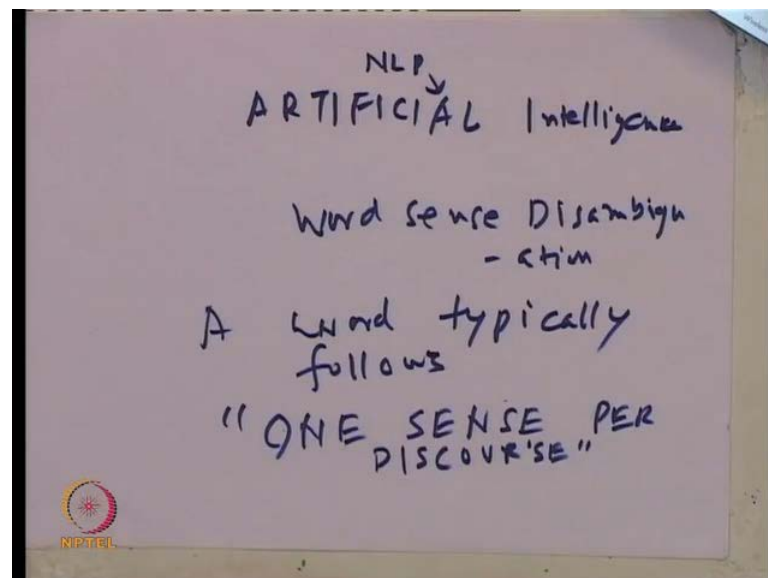 NLP
ARTIFICIAL Intelligence
Word Sense Disambigu
- ation
A word typically
follows
"ONE SENSE PER
DISCOURSE"
NPTEL